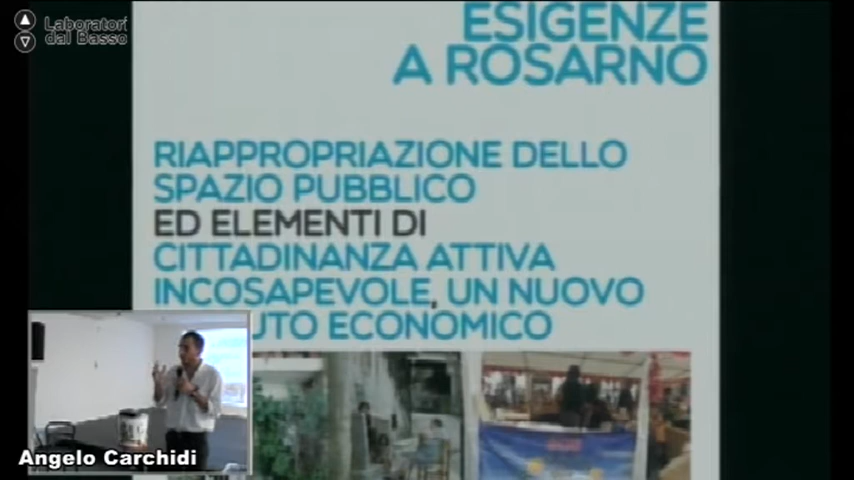 Laboratori
dal Basso
ESIGENZE
A ROSARNO
RIAPPROPRIAZIONE DELLO
SPAZIO PUBBLICO
ED ELEMENTI DI
CITTADINANZA ATTIVA
INCOSAPEVOLE, UN NUOVO
UTO ECONOMICO
Angelo Carchidi